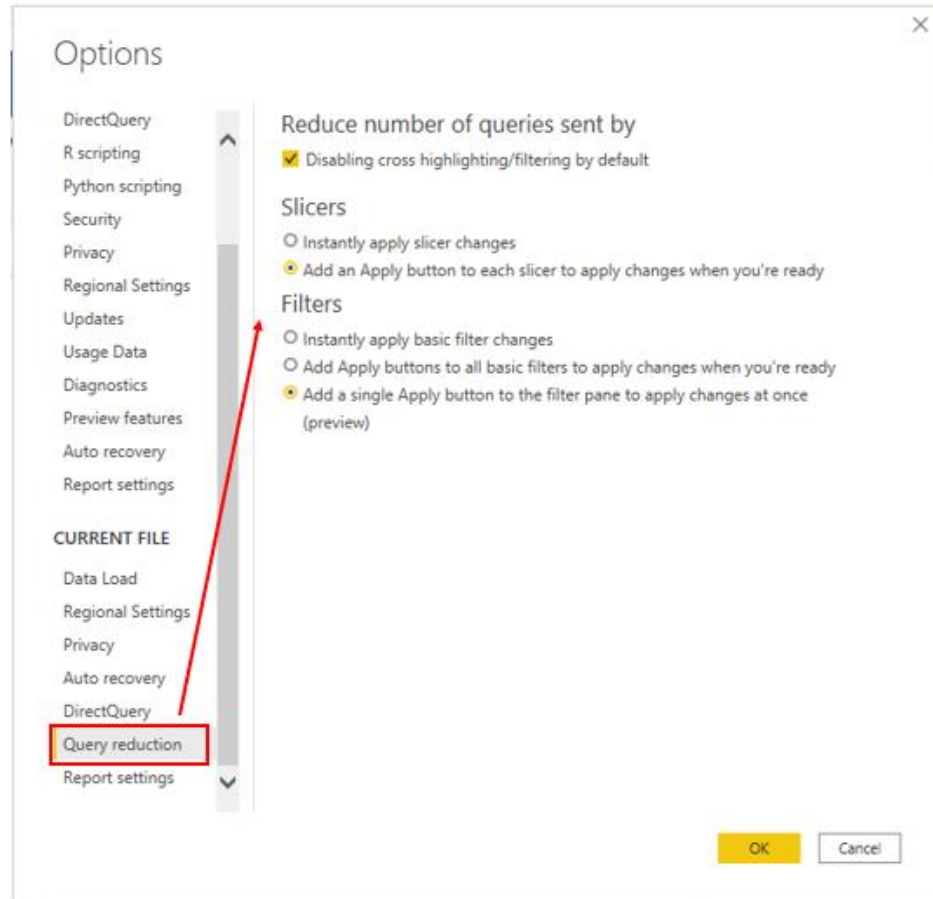 Options
DirectQuery
R scripting
Python scripting
Security
Privacy
Regional Settings
Updates
Usage Data
Diagnostics
Preview features
Auto recovery
Report settings
CURRENT FILE
Data Load
Regional Settings
Privacy
Auto recovery
DirectQuery
Query reduction
Report settings
Reduce number of queries sent by
Disabling cross highlighting/filtering by default
Slicers
Instantly apply slicer changes
Add an Apply button to each slicer to apply changes when you're ready
Filters
Instantly apply basic filter changes
Add Apply buttons to all basic filters to apply changes when you're ready
Add a single Apply button to the filter pane to apply changes at once
(preview)
OK
Cancel